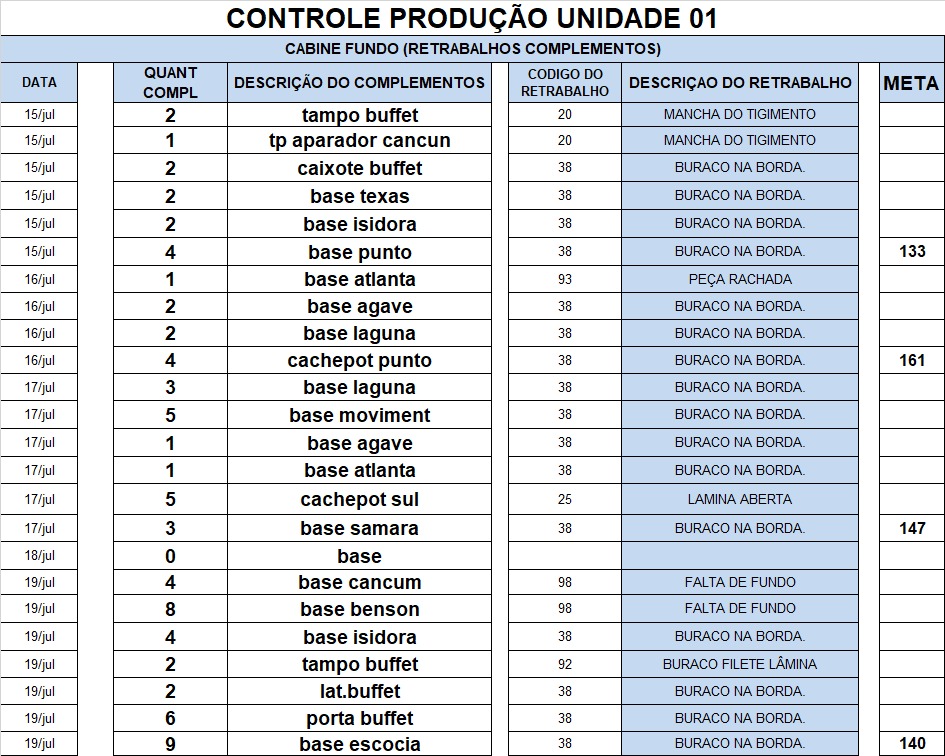 CONTROLE PRODUÇÃO UNIDADE 01
CABINE FUNDO (RETRABALHOS COMPLEMENTOS)
DATA QUANT COMPL DESCRIÇÃO DO COMPLEMENTOS CODIGO DO RETRABALHO DESCRIÇAO DO RETRABALHO META
15/jul 2 tampo buffet 20 MANCHA DO TIGIMENTO
15/jul 1 tp aparador cancun 20 MANCHA DO TIGIMENTO
15/jul 2 caixote buffet 38 BURACO NA BORDA.
15/jul 2 base texas 38 BURACO NA BORDA.
15/jul 2 base isidora 38 BURACO NA BORDA.
15/jul 4 base punto 38 BURACO NA BORDA. 133
16/jul 1 base atlanta 93 PEÇA RACHADA
16/jul 2 base agave 38 BURACO NA BORDA.
16/jul 2 base laguna 38 BURACO NA BORDA.
16/jul 4 cachepot punto 38 BURACO NA BORDA. 161
17/jul 3 base laguna 38 BURACO NA BORDA.
17/jul 5 base moviment 38 BURACO NA BORDA.
17/jul 1 base agave 38 BURACO NA BORDA.
17/jul 1 base atlanta 38 BURACO NA BORDA.
17/jul 5 cachepot sul 25 LAMINA ABERTA
17/jul 3 base samara 38 BURACO NA BORDA. 147
18/jul 0 base
19/jul 4 base cancum 98 FALTA DE FUNDO
19/jul 8 base benson 98 FALTA DE FUNDO
19/jul 4 base isidora 38 BURACO NA BORDA.
19/jul 2 tampo buffet 92 BURACO FILETE LÂMINA
19/jul 2 lat.buffet 38 BURACO NA BORDA.
19/jul 6 porta buffet 38 BURACO NA BORDA.
19/jul 9 base escocia 38 BURACO NA BORDA. 140